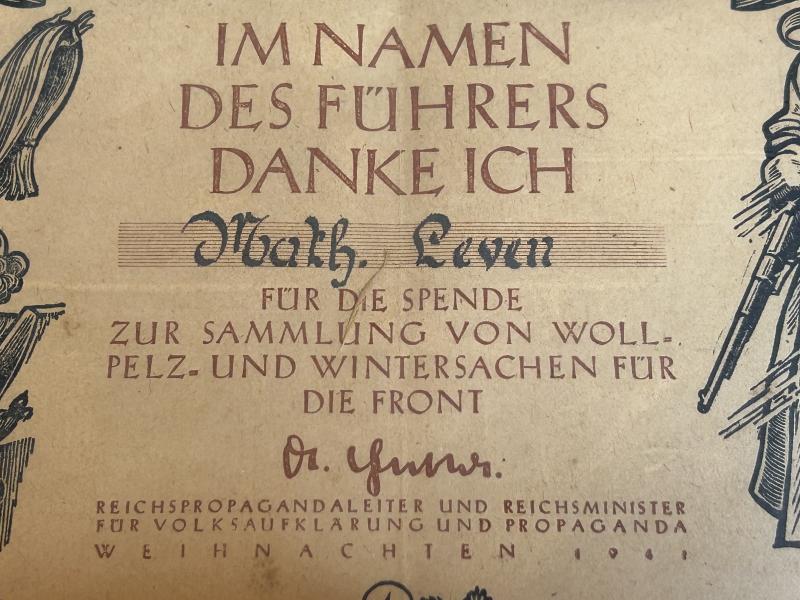 IM NAMEN
DES FÜHRERS
DANKE ICH
Math. Leven
FÜR DIE SPENDE
ZUR SAMMLUNG VON WOLL-
PELZ- UND WINTERSACHEN FÜR
DIE FRONT
Dr.
REICHSPROPAGANDALEITER UND REICHSMINISTER
FÜR VOLKSAUFKLÄRUNG UND PROPAGANDA
WEIHNACHTEN 1941